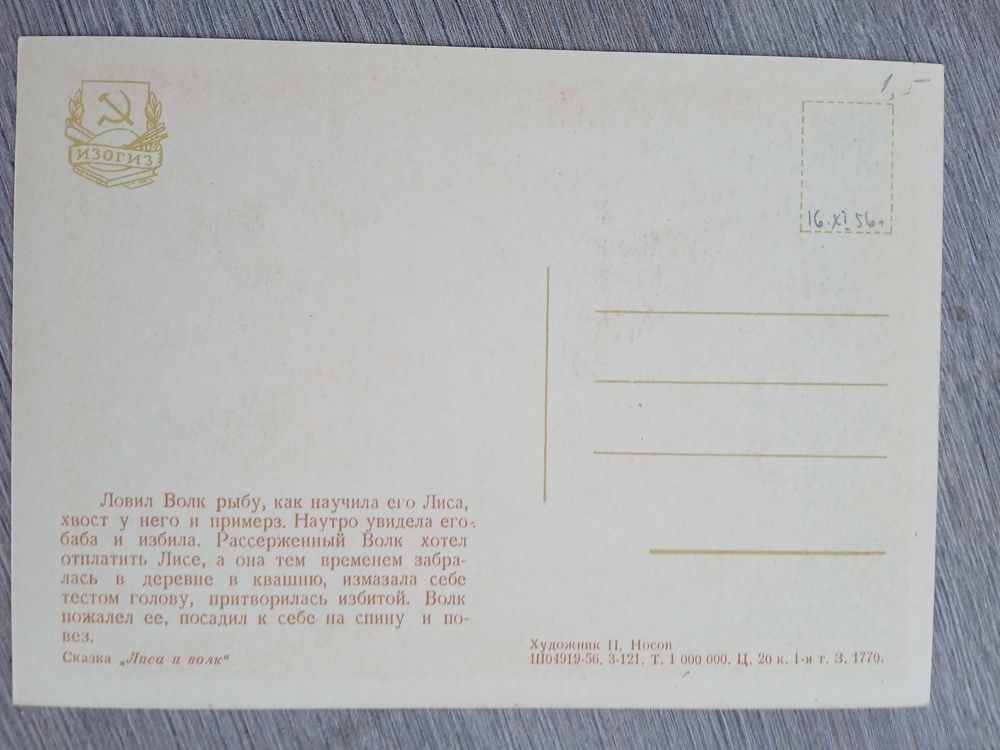 ИЗОГИЗ
1,5
16.XI.56г.
Ловил Волк рыбу, как научила его Лиса,
хвост у него и примерз. Наутро увидела его
баба и избила. Рассерженный Волк хотел
отплатить Лисе, а она тем временем забра-
лась в деревне в квашню, измазала себе
тестом голову, притворилась избитой. Волк
пожалел ее, посадил к себе на спину и по-
вез.
Сказка „Лиса и волк“
Художник П. Носов
Ш04919-56. 3-121. Т. 1 000 000. Ц. 20 к. 1-я т. З. 1770.